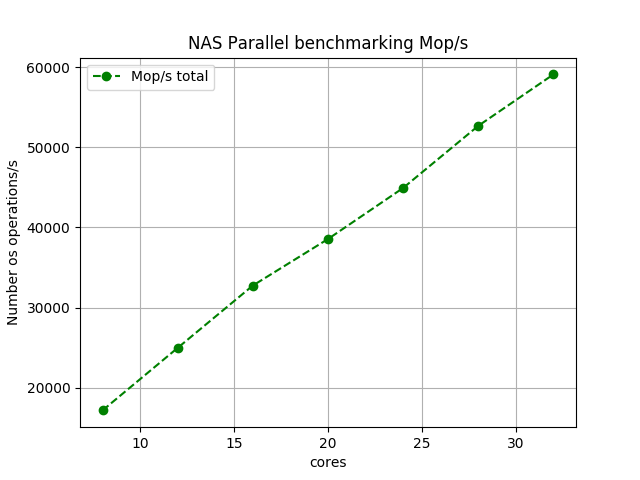 NAS Parallel benchmarking Mop/s
Mop/s total
60000
50000
40000
30000
20000
Number os operations/s
10 15 20 25 30
cores